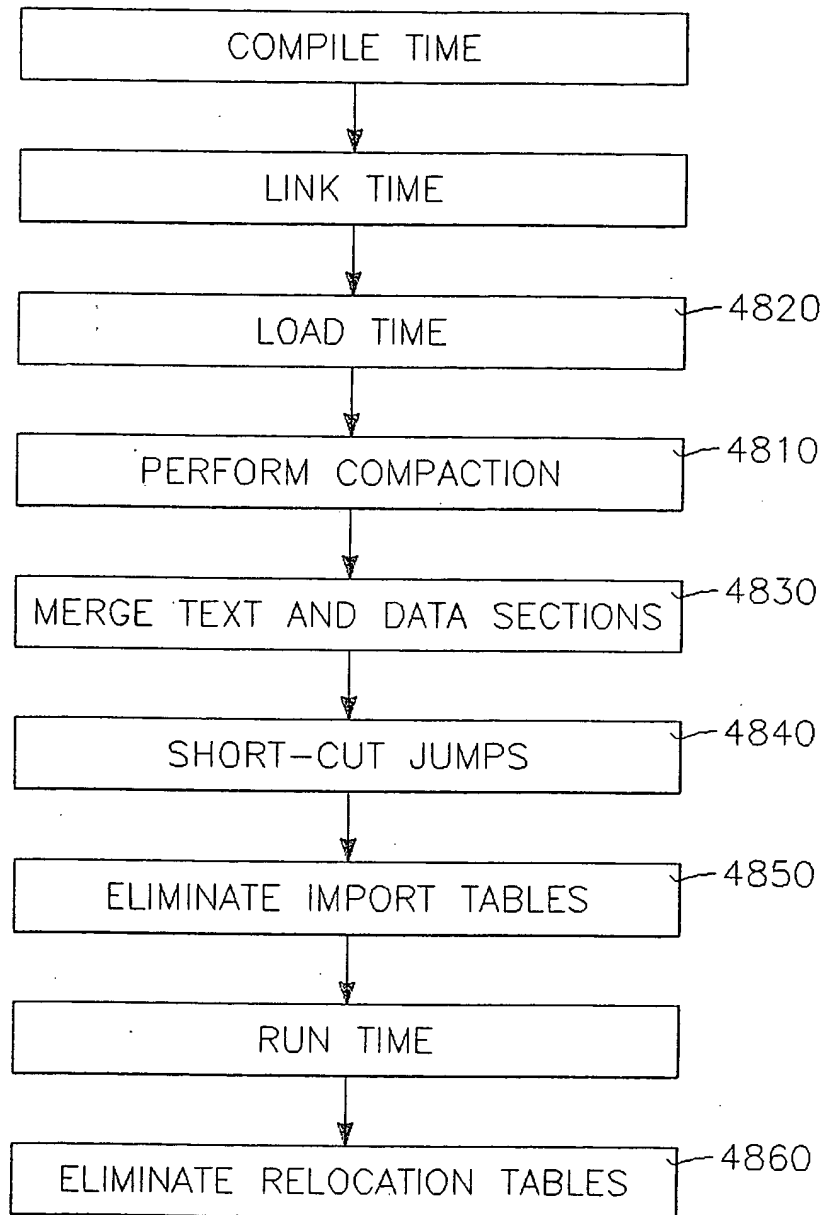 COMPILE TIME
LINK TIME
LOAD TIME
4820
PERFORM COMPACTION
4810
MERGE TEXT AND DATA SECTIONS
4830
SHORT-CUT JUMPS
4840
ELIMINATE IMPORT TABLES
4850
RUN TIME
ELIMINATE RELOCATION TABLES
4860